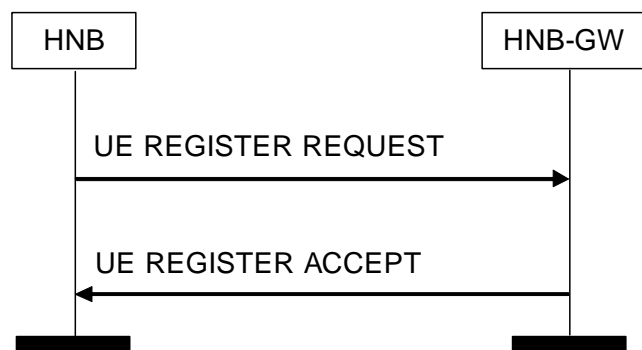 HNB
HNB-GW
UE REGISTER REQUEST
UE REGISTER ACCEPT